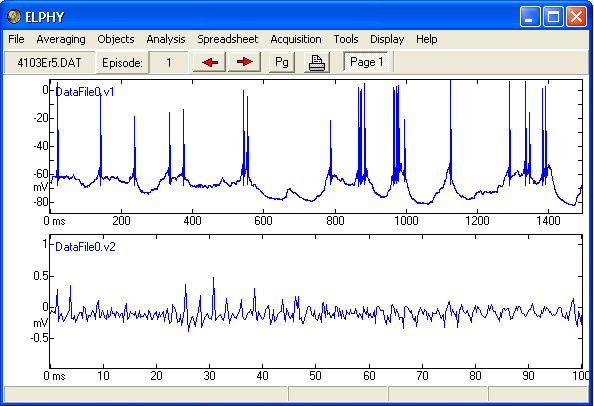 ELPHY
File Averaging Objects Analysis Spreadsheet Acquisition Tools Display Help
4103Er5.DAT Episode: 1 Pg Page 1
DataFile0.v1
0
-20
-40
-60
mV
-80
0 ms 200 400 600 800 1000 1200 1400
DataFile0.v2
1
0.5
0
mV
-0.5
0 ms 10 20 30 40 50 60 70 80 90 100